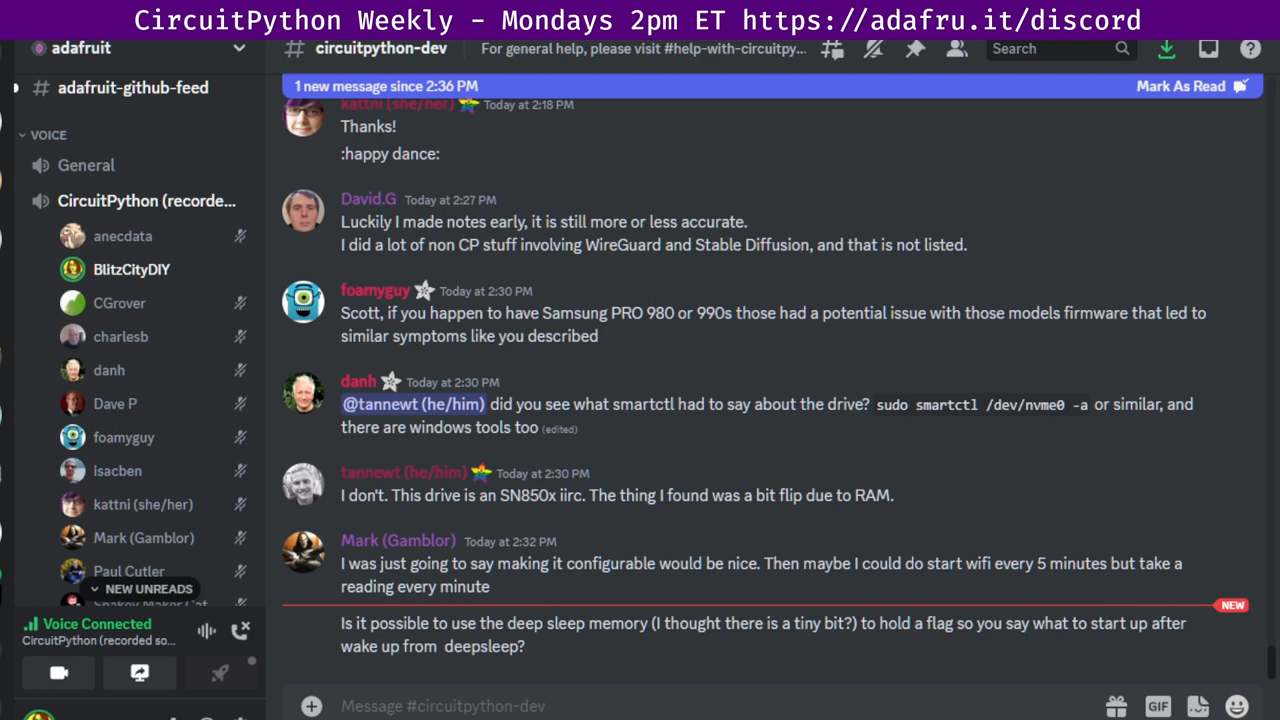 CircuitPython Weekly - Mondays 2pm ET https://adafru.it/discord
adafruit
adafruit-github-feed
VOICE
General
CircuitPython (recorde...
anecdata
BlitzCityDIY
CGrover
charlesb
danh
Dave P
foamyguy
isacben
kattni (she/her)
Mark (Gamblor)
Paul Cutler
NEW UNREADS
Voice Connected
CircuitPython (recorded so...
# circuitpython-dev
For general help, please visit #help-with-circuitpy...
Search
1 new message since 2:36 PM
Mark As Read
kattni (she/her) Today at 2:18 PM
Thanks!
:happy dance:
David.G Today at 2:27 PM
Luckily I made notes early, it is still more or less accurate.
I did a lot of non CP stuff involving WireGuard and Stable Diffusion, and that is not listed.
foamyguy Today at 2:30 PM
Scott, if you happen to have Samsung PRO 980 or 990s those had a potential issue with those models firmware that led to
similar symptoms like you described
danh Today at 2:30 PM
@tannewt (he/him) did you see what smartctl had to say about the drive? sudo smartctl /dev/nvme0 -a or similar, and
there are windows tools too (edited)
tannewt (he/him) Today at 2:30 PM
I don't. This drive is an SN850x iirc. The thing I found was a bit flip due to RAM.
Mark (Gamblor) Today at 2:32 PM
I was just going to say making it configurable would be nice. Then maybe I could do start wifi every 5 minutes but take a
reading every minute
NEW
Is it possible to use the deep sleep memory (I thought there is a tiny bit?) to hold a flag so you say what to start up after
wake up from deepsleep?
Message #circuitpython-dev
GIF